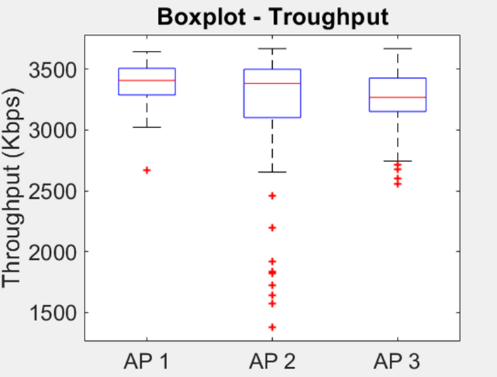 Boxplot - Troughput
Throughput (Kbps)
3500
3000
2500
2000
1500
AP 1
AP 2
AP 3